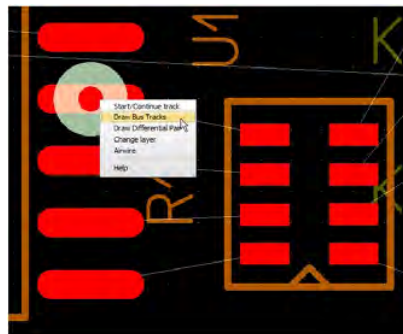 U1
K
Start/Continue track
Draw Bus Tracks
Draw Differential Pairs
Change layer
Airwire
Help
K